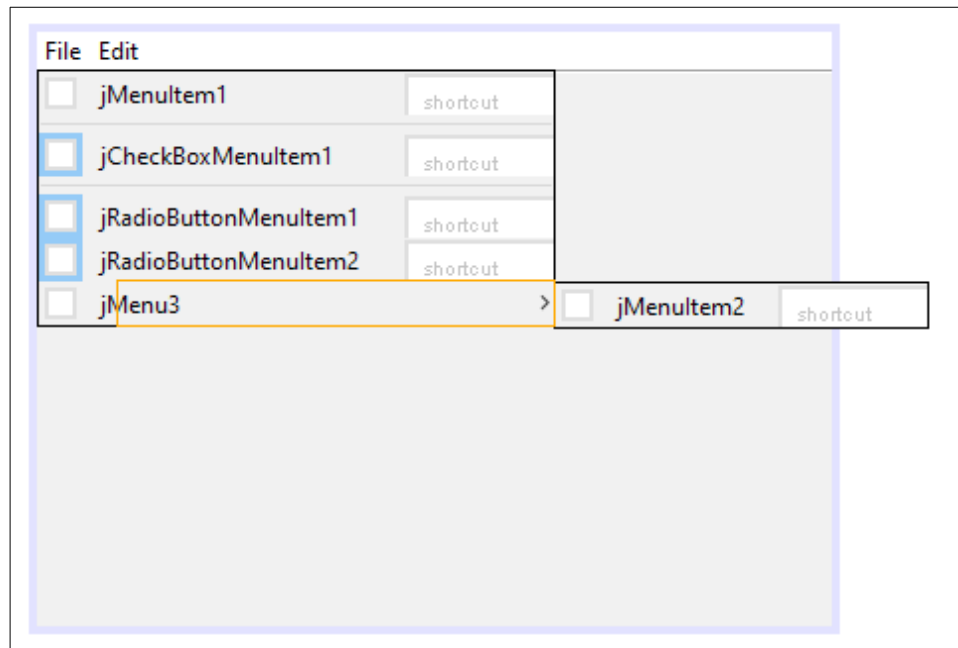 File Edit
jMenuItem1 shortcut
jCheckBoxMenuItem1 shortcut
jRadioButtonMenuItem1 shortcut
jRadioButtonMenuItem2 shortcut
jMenu3 > jMenuItem2 shortcut